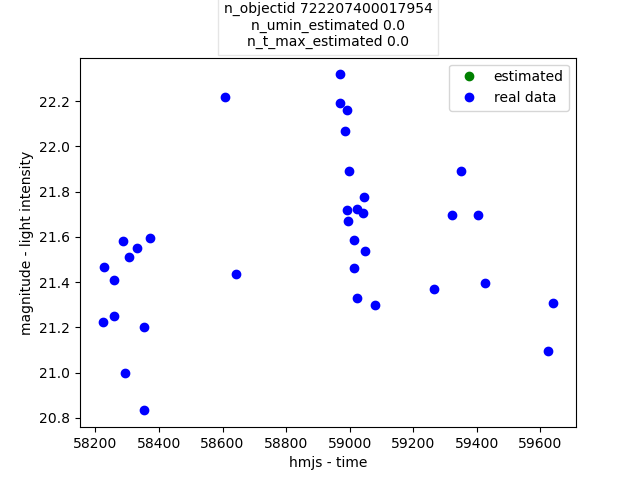 n_objectid 722207400017954
n_umin_estimated 0.0
n_t_max_estimated 0.0
estimated
real data
22.2
22.0
21.8
21.6
21.4
21.2
21.0
20.8
magnitude - light intensity
58200 58400 58600 58800 59000 59200 59400 59600
hmjs - time